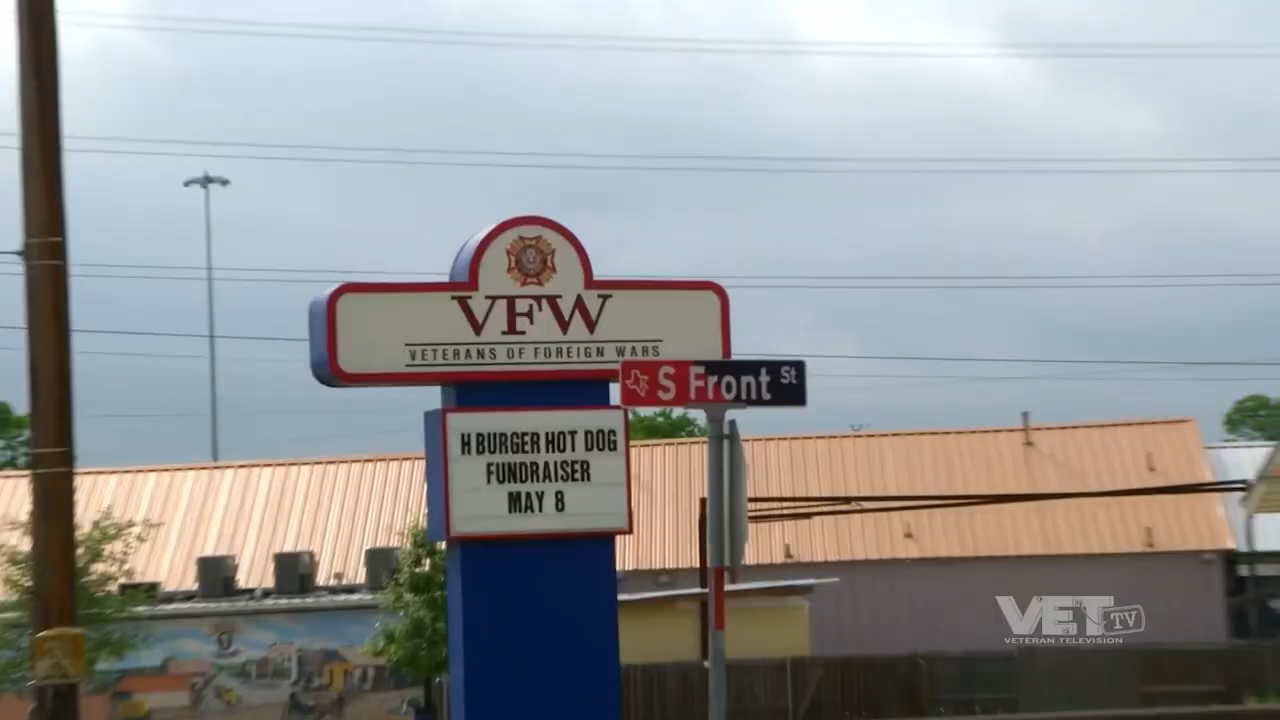 VFW
VETERANS OF FOREIGN WARS
S Front St
H BURGER HOT DOG
FUNDRAISER
MAY 8
VET TV
VETERAN TELEVISION